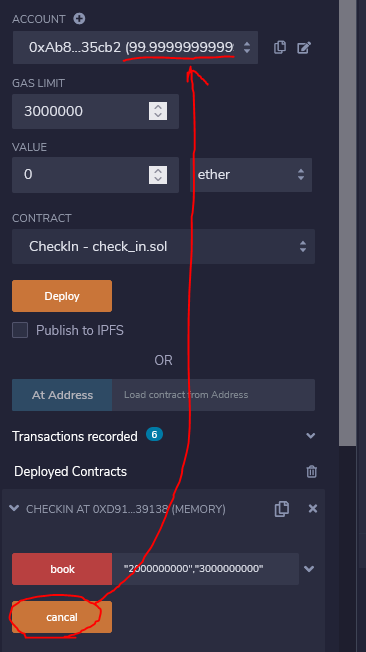 ACCOUNT
0xAb8...35cb2 (99.9999999999
GAS LIMIT
3000000
VALUE
0
ether
CONTRACT
CheckIn - check_in.sol
Deploy
Publish to IPFS
OR
At Address
Load contract from Address
Transactions recorded 6
Deployed Contracts
CHECKIN AT 0XD91...39138 (MEMORY)
book
"2000000000","3000000000"
cancal